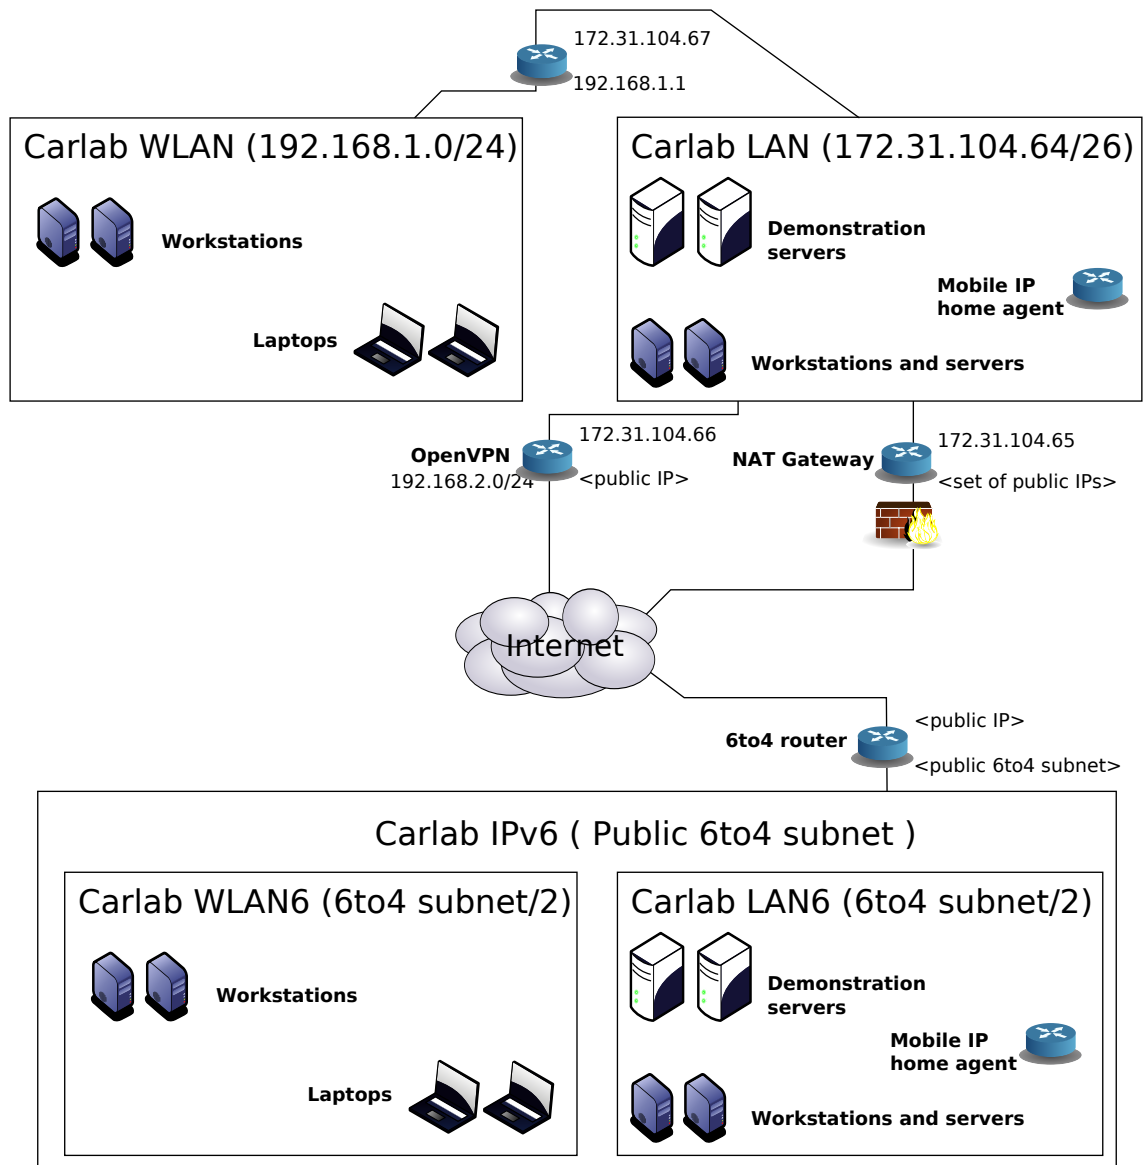 172.31.104.67
192.168.1.1
Carlab WLAN (192.168.1.0/24)
Workstations
Laptops
Carlab LAN (172.31.104.64/26)
Demonstration
servers
Mobile IP
home agent
Workstations and servers
OpenVPN
192.168.2.0/24
172.31.104.66
<public IP>
NAT Gateway
172.31.104.65
<set of public IPs>
Internet
6to4 router
<public IP>
<public 6to4 subnet>
Carlab IPv6 ( Public 6to4 subnet )
Carlab WLAN6 (6to4 subnet/2)
Workstations
Laptops
Carlab LAN6 (6to4 subnet/2)
Demonstration
servers
Mobile IP
home agent
Workstations and servers